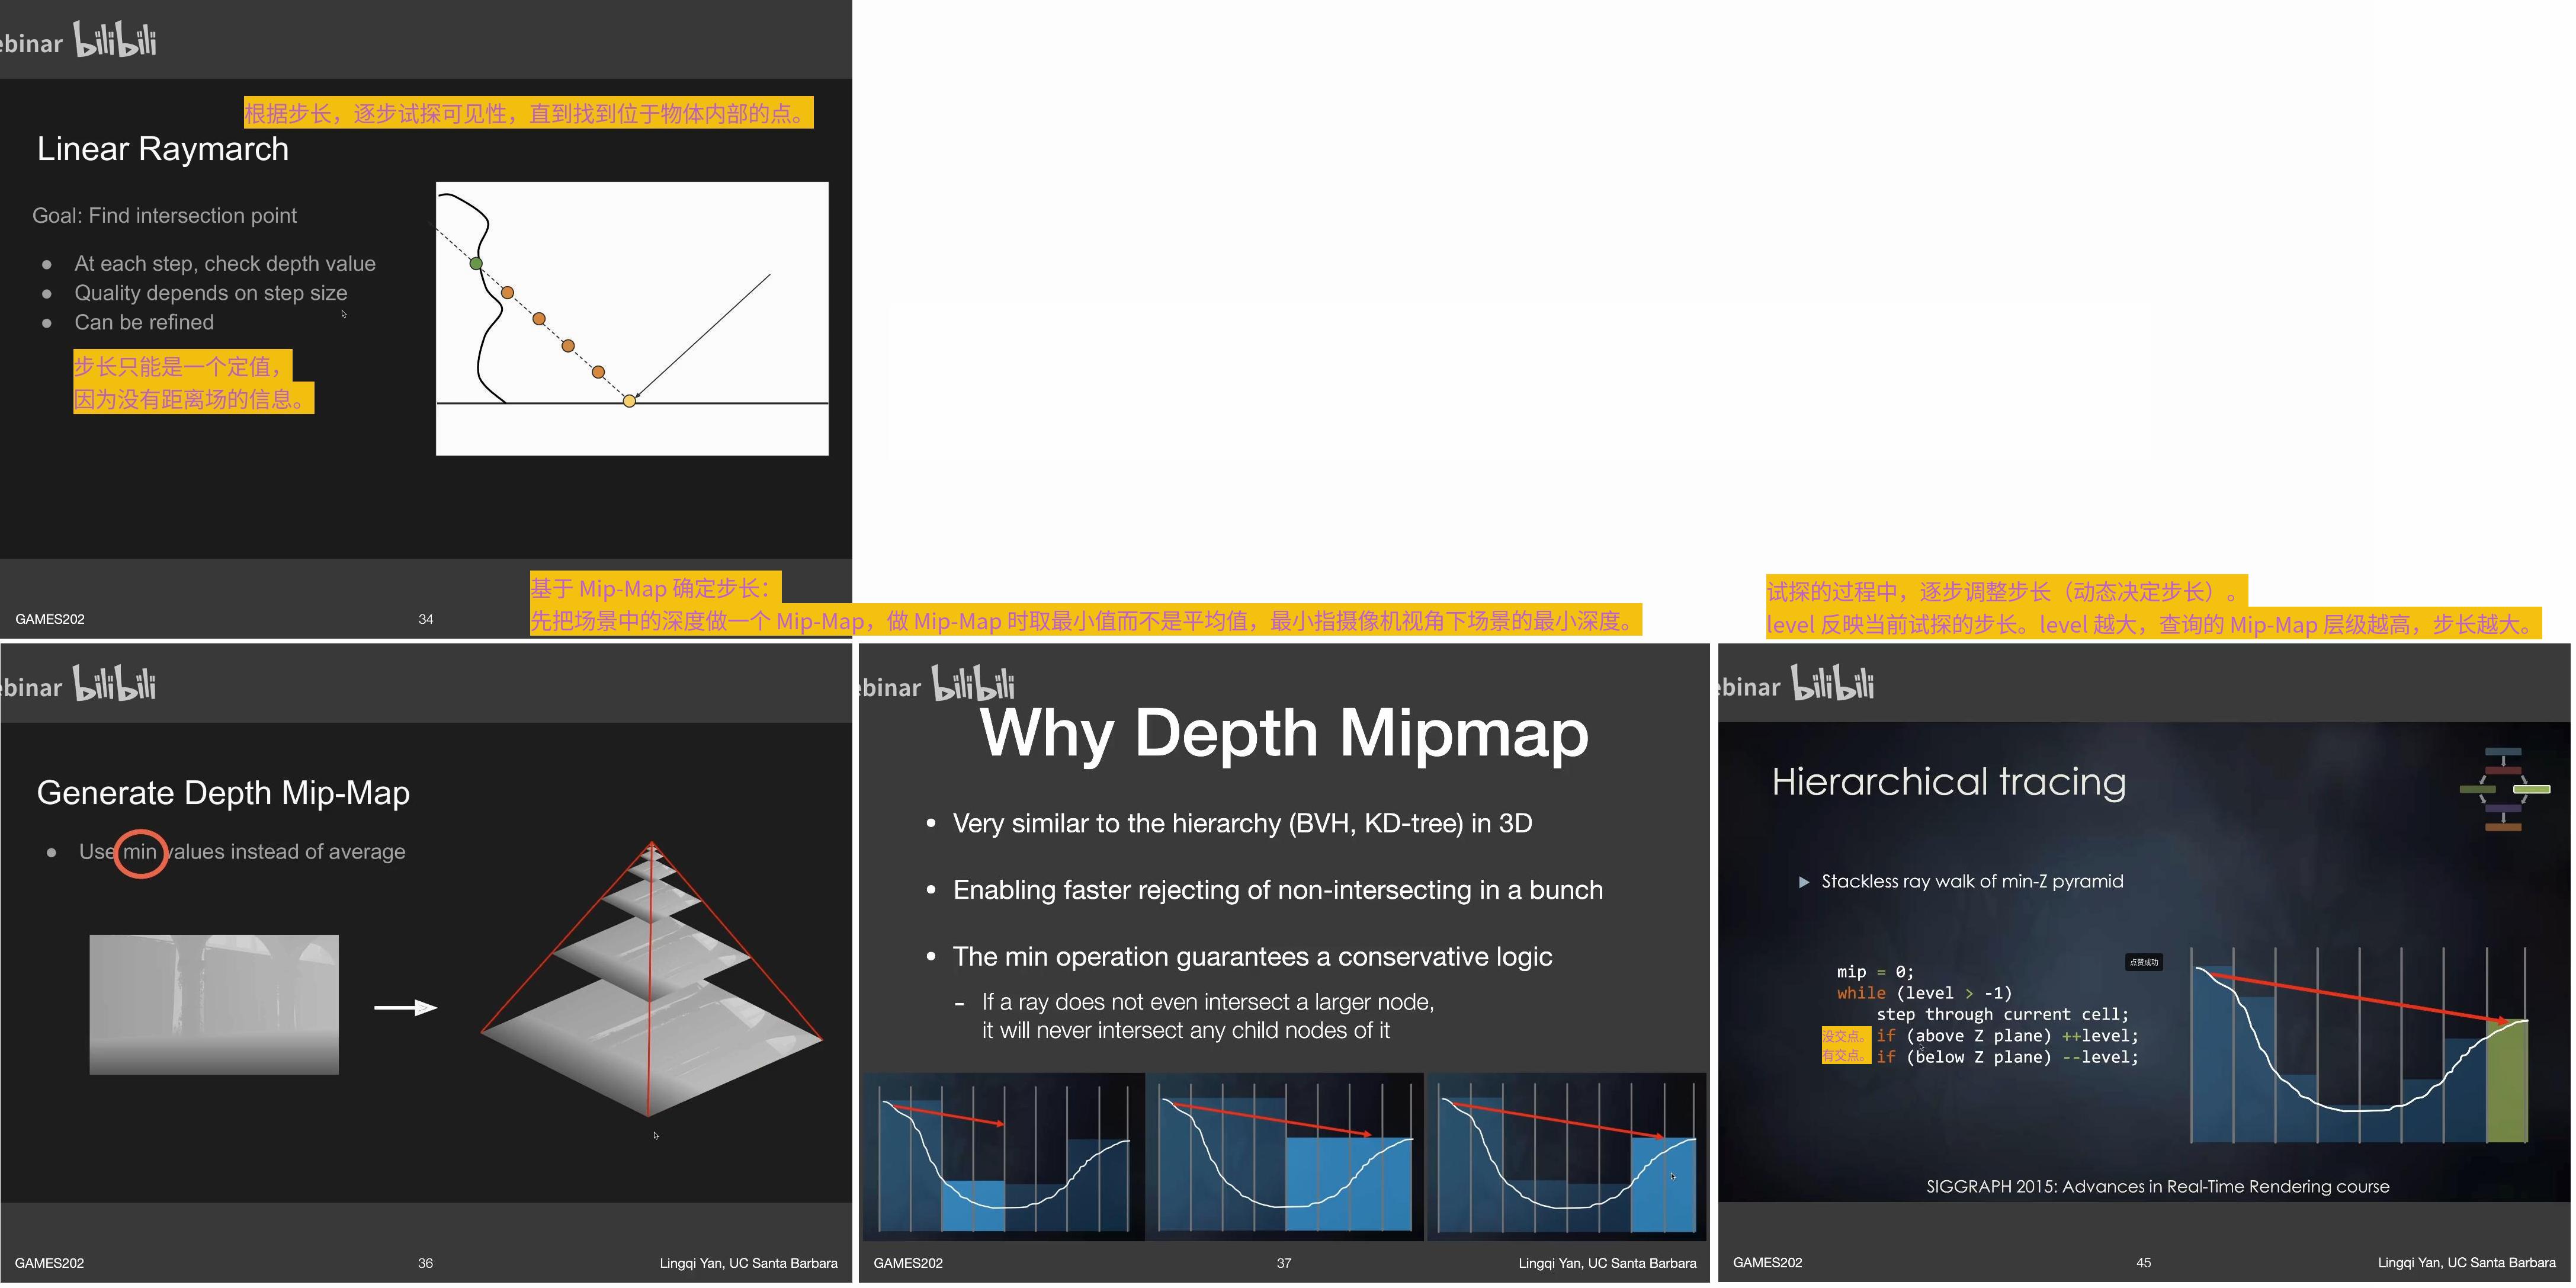 ebinar bilibili
根据步长，逐步试探可见性，直到找到位于物体内部的点。
Linear Raymarch
Goal: Find intersection point
● At each step, check depth value
● Quality depends on step size
● Can be refined
步长只能是一个定值，
因为没有距离场的信息。
GAMES202
34
基于 Mip-Map 确定步长：
先把场景中的深度做一个 Mip-Map，做 Mip-Map 时取最小值而不是平均值，最小指摄像机视角下场景的最小深度。
试探的过程中，逐步调整步长（动态决定步长）。
level 反映当前试探的步长。level 越大，查询的 Mip-Map 层级越高，步长越大。
ebinar bilibili
Generate Depth Mip-Map
● Use min values instead of average
GAMES202
36
Lingqi Yan, UC Santa Barbara
ebinar bilibili
Why Depth Mipmap
• Very similar to the hierarchy (BVH, KD-tree) in 3D
• Enabling faster rejecting of non-intersecting in a bunch
• The min operation guarantees a conservative logic
- If a ray does not even intersect a larger node,
it will never intersect any child nodes of it
GAMES202
37
Lingqi Yan, UC Santa Barbara
ebinar bilibili
Hierarchical tracing
Stackless ray walk of min-Z pyramid
点赞成功
mip = 0;
while (level > -1)
step through current cell;
没交点。 if (above Z plane) ++level;
有交点。 if (below Z plane) --level;
SIGGRAPH 2015: Advances in Real-Time Rendering course
GAMES202
45
Lingqi Yan, UC Santa Barbara